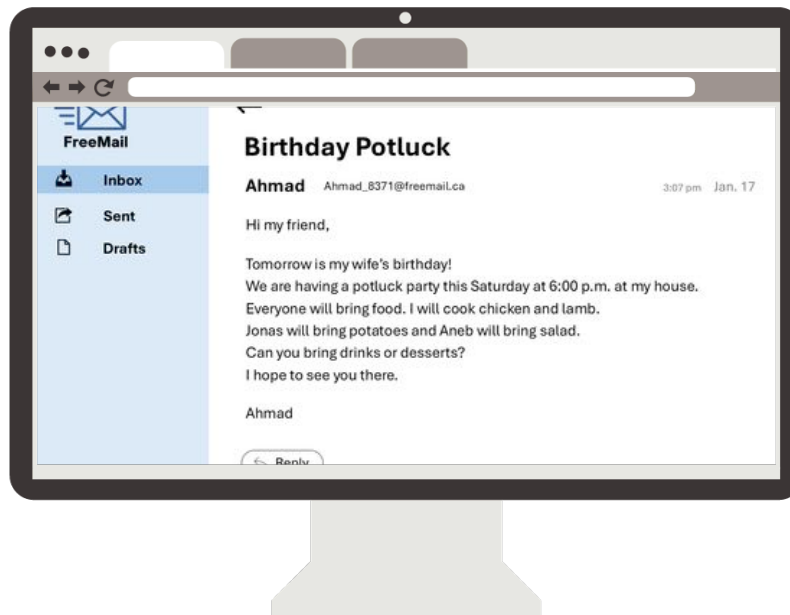 FreeMail
Inbox
Sent
Drafts
Birthday Potluck
Ahmad Ahmad_8371@freemail.ca 3:07 pm Jan. 17
Hi my friend,
Tomorrow is my wife's birthday!
We are having a potluck party this Saturday at 6:00 p.m. at my house.
Everyone will bring food. I will cook chicken and lamb.
Jonas will bring potatoes and Aneb will bring salad.
Can you bring drinks or desserts?
I hope to see you there.
Ahmad
Reply